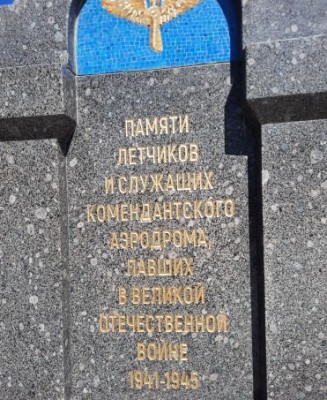 ПАМЯТИ
ЛЕТЧИКОВ
И СЛУЖАЩИХ
КОМЕНДАНТСКОГО
АЭРОДРОМА,
ПАВШИХ
В ВЕЛИКОЙ
ОТЕЧЕСТВЕННОЙ
ВОЙНЕ
1941-1945